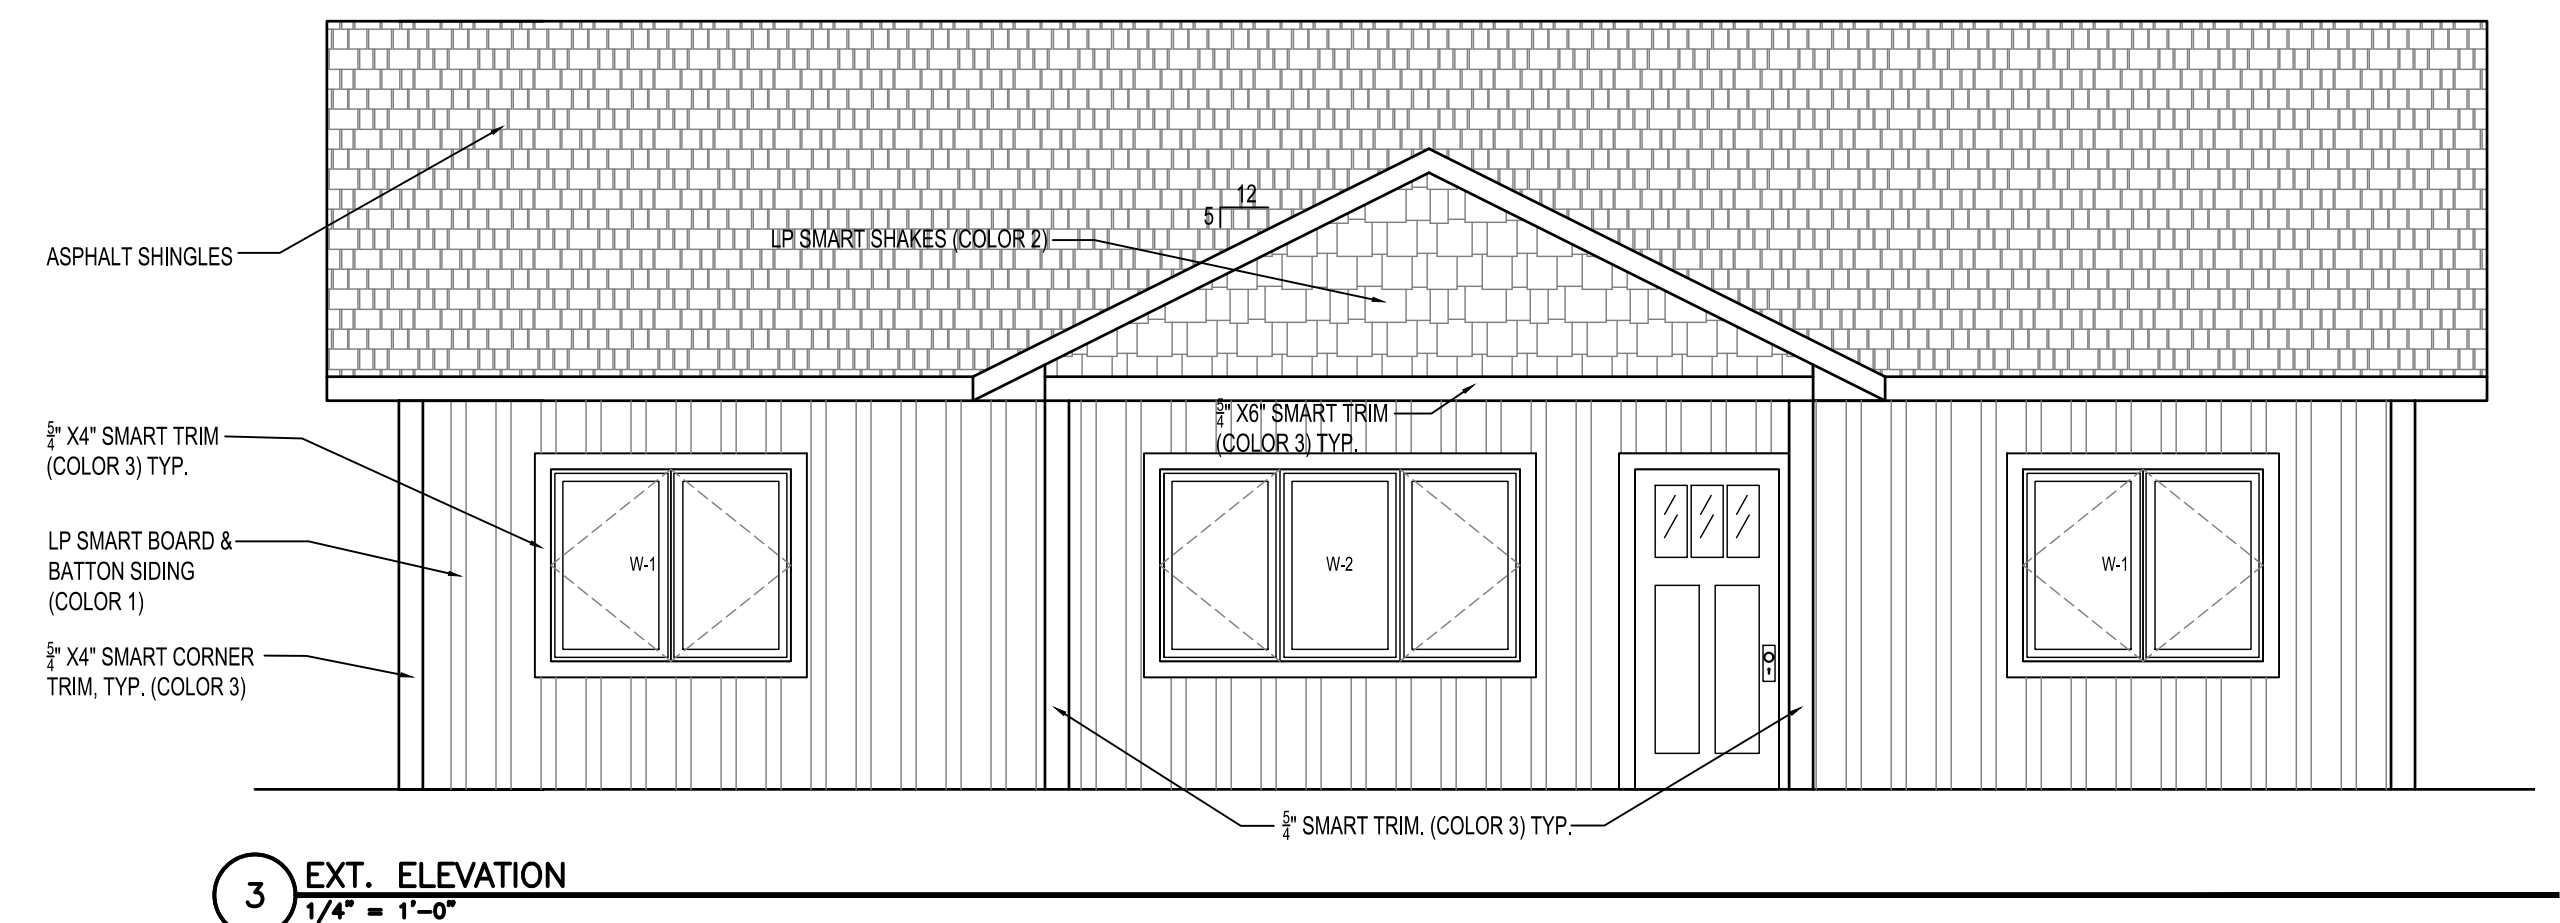 12
5
LP SMART SHAKES (COLOR 2)
ASPHALT SHINGLES
5/4" X6" SMART TRIM
(COLOR 3) TYP.
5/4" X4" SMART TRIM
(COLOR 3) TYP.
LP SMART BOARD &
BATTON SIDING
(COLOR 1)
W-1
W-2
W-1
5/4" X4" SMART CORNER
TRIM, TYP. (COLOR 3)
5/4" SMART TRIM. (COLOR 3) TYP.
3
EXT. ELEVATION
1/4" = 1'-0"